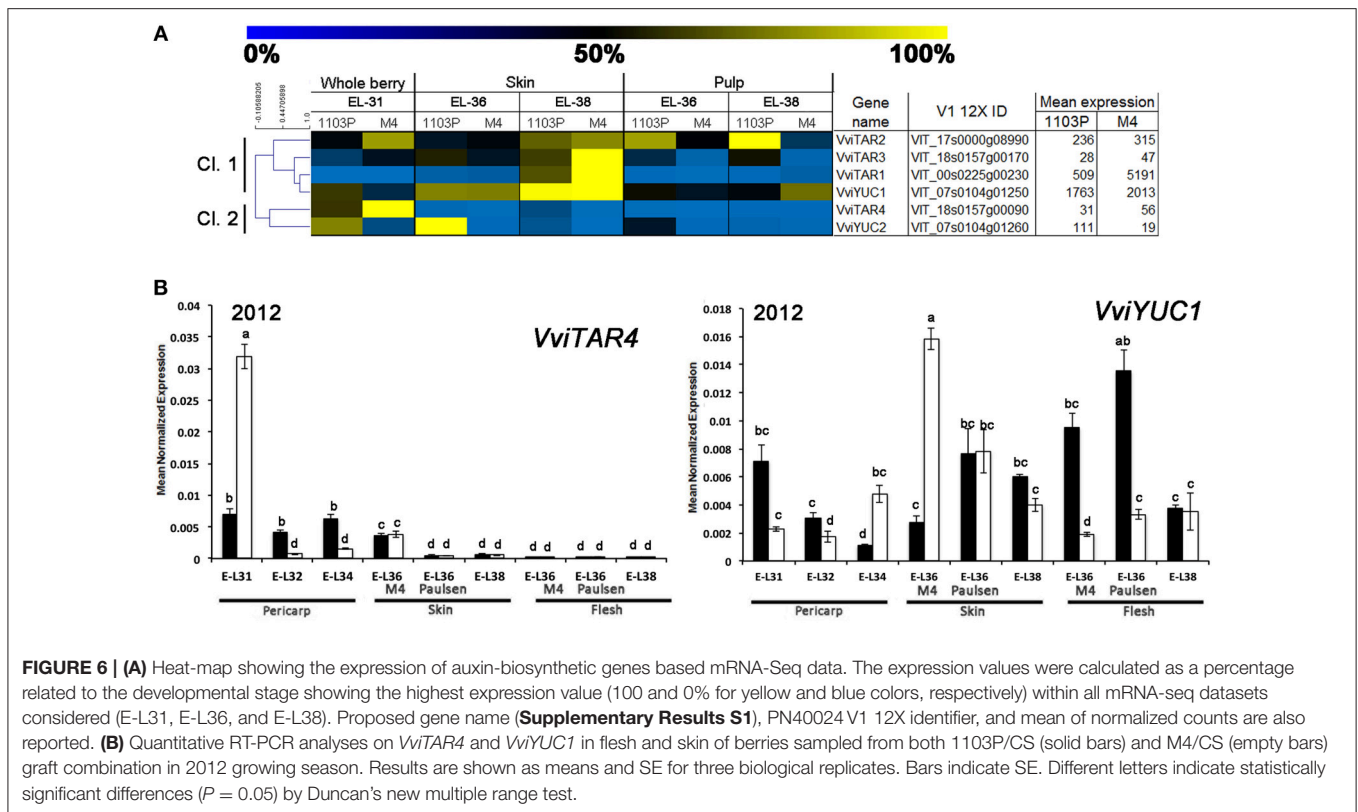 A
0% 50% 100%
-0.10588205 0.44705898 1.0
Whole berry Skin Pulp
EL-31 EL-36 EL-38 EL-36 EL-38
1103P M4 1103P M4 1103P M4 1103P M4 1103P M4
Gene name V1 12X ID Mean expression
1103P M4
Cl. 1
VviTAR2 VIT_17s0000g08990 236 315
VviTAR3 VIT_18s0157g00170 28 47
VviTAR1 VIT_00s0225g00230 509 5191
VviYUC1 VIT_07s0104g01250 1763 2013
Cl. 2
VviTAR4 VIT_18s0157g00090 31 56
VviYUC2 VIT_07s0104g01260 111 19
B
2012
VviTAR4
Mean Normalized Expression
0.04
0.035
0.03
0.025
0.02
0.015
0.01
0.005
0
b a b d b d c c d d d d d d d d d d
E-L31 E-L32 E-L34 E-L36 E-L36 E-L38 E-L36 E-L36 E-L38
M4 Paulsen M4 Paulsen
Pericarp Skin Flesh
2012
VviYUC1
Mean Normalized Expression
0.018
0.016
0.014
0.012
0.01
0.008
0.006
0.004
0.002
0
bc c c d d bc c a bc bc bc c bc d ab c c c
E-L31 E-L32 E-L34 E-L36 E-L36 E-L38 E-L36 E-L36 E-L38
M4 Paulsen M4 Paulsen
Pericarp Skin Flesh
FIGURE 6 | (A) Heat-map showing the expression of auxin-biosynthetic genes based mRNA-Seq data. The expression values were calculated as a percentage
related to the developmental stage showing the highest expression value (100 and 0% for yellow and blue colors, respectively) within all mRNA-seq datasets
considered (E-L31, E-L36, and E-L38). Proposed gene name (Supplementary Results S1), PN40024 V1 12X identifier, and mean of normalized counts are also
reported. (B) Quantitative RT-PCR analyses on VviTAR4 and VviYUC1 in flesh and skin of berries sampled from both 1103P/CS (solid bars) and M4/CS (empty bars)
graft combination in 2012 growing season. Results are shown as means and SE for three biological replicates. Bars indicate SE. Different letters indicate statistically
significant differences (P = 0.05) by Duncan's new multiple range test.